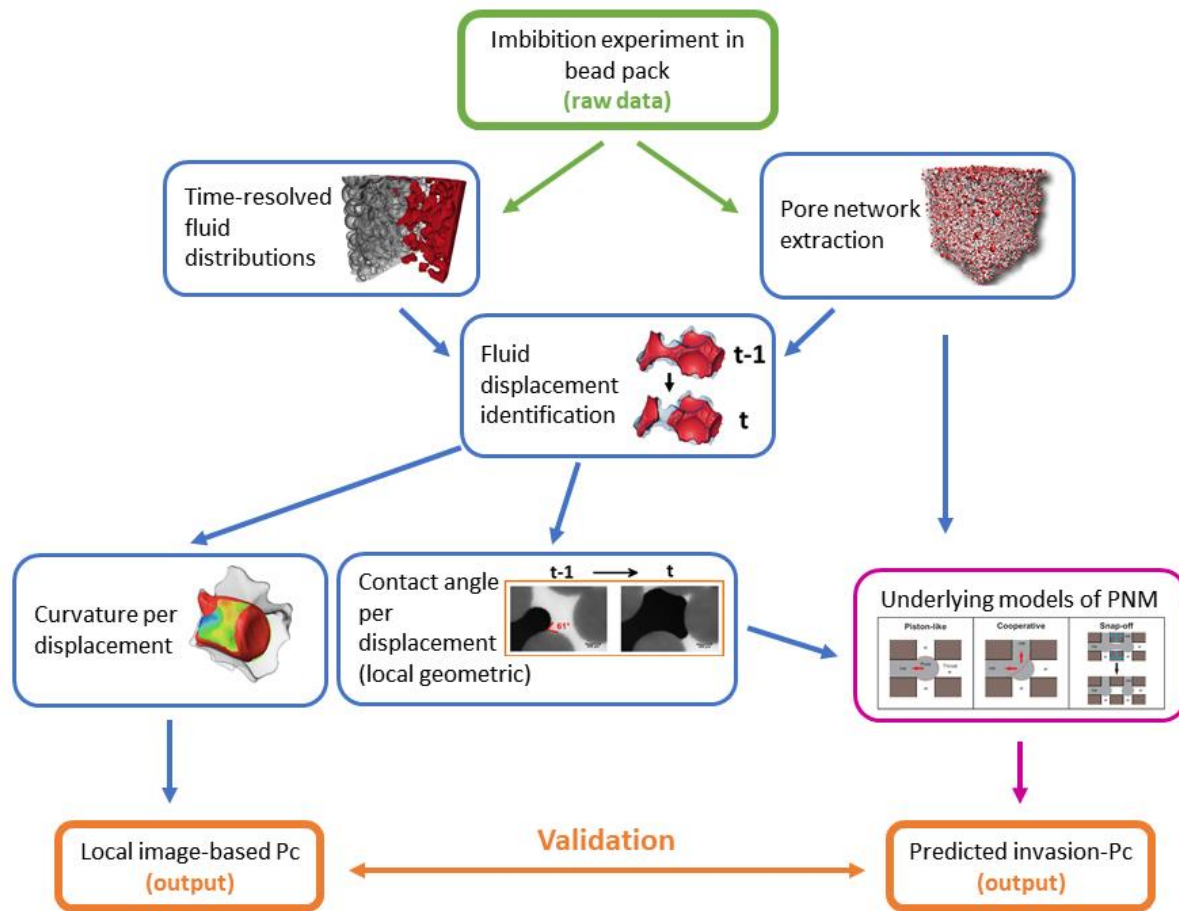 Imbibition experiment in
bead pack
(raw data)
Time-resolved
fluid
distributions
Pore network
extraction
Fluid
displacement
identification
t-1
t
Curvature per
displacement
Contact angle
per
displacement
(local geometric)
t-1
t
61°
Underlying models of PNM
Piston-like
Cooperative
Snap-off
Throat
Validation
Local image-based Pc
(output)
Predicted invasion-Pc
(output)